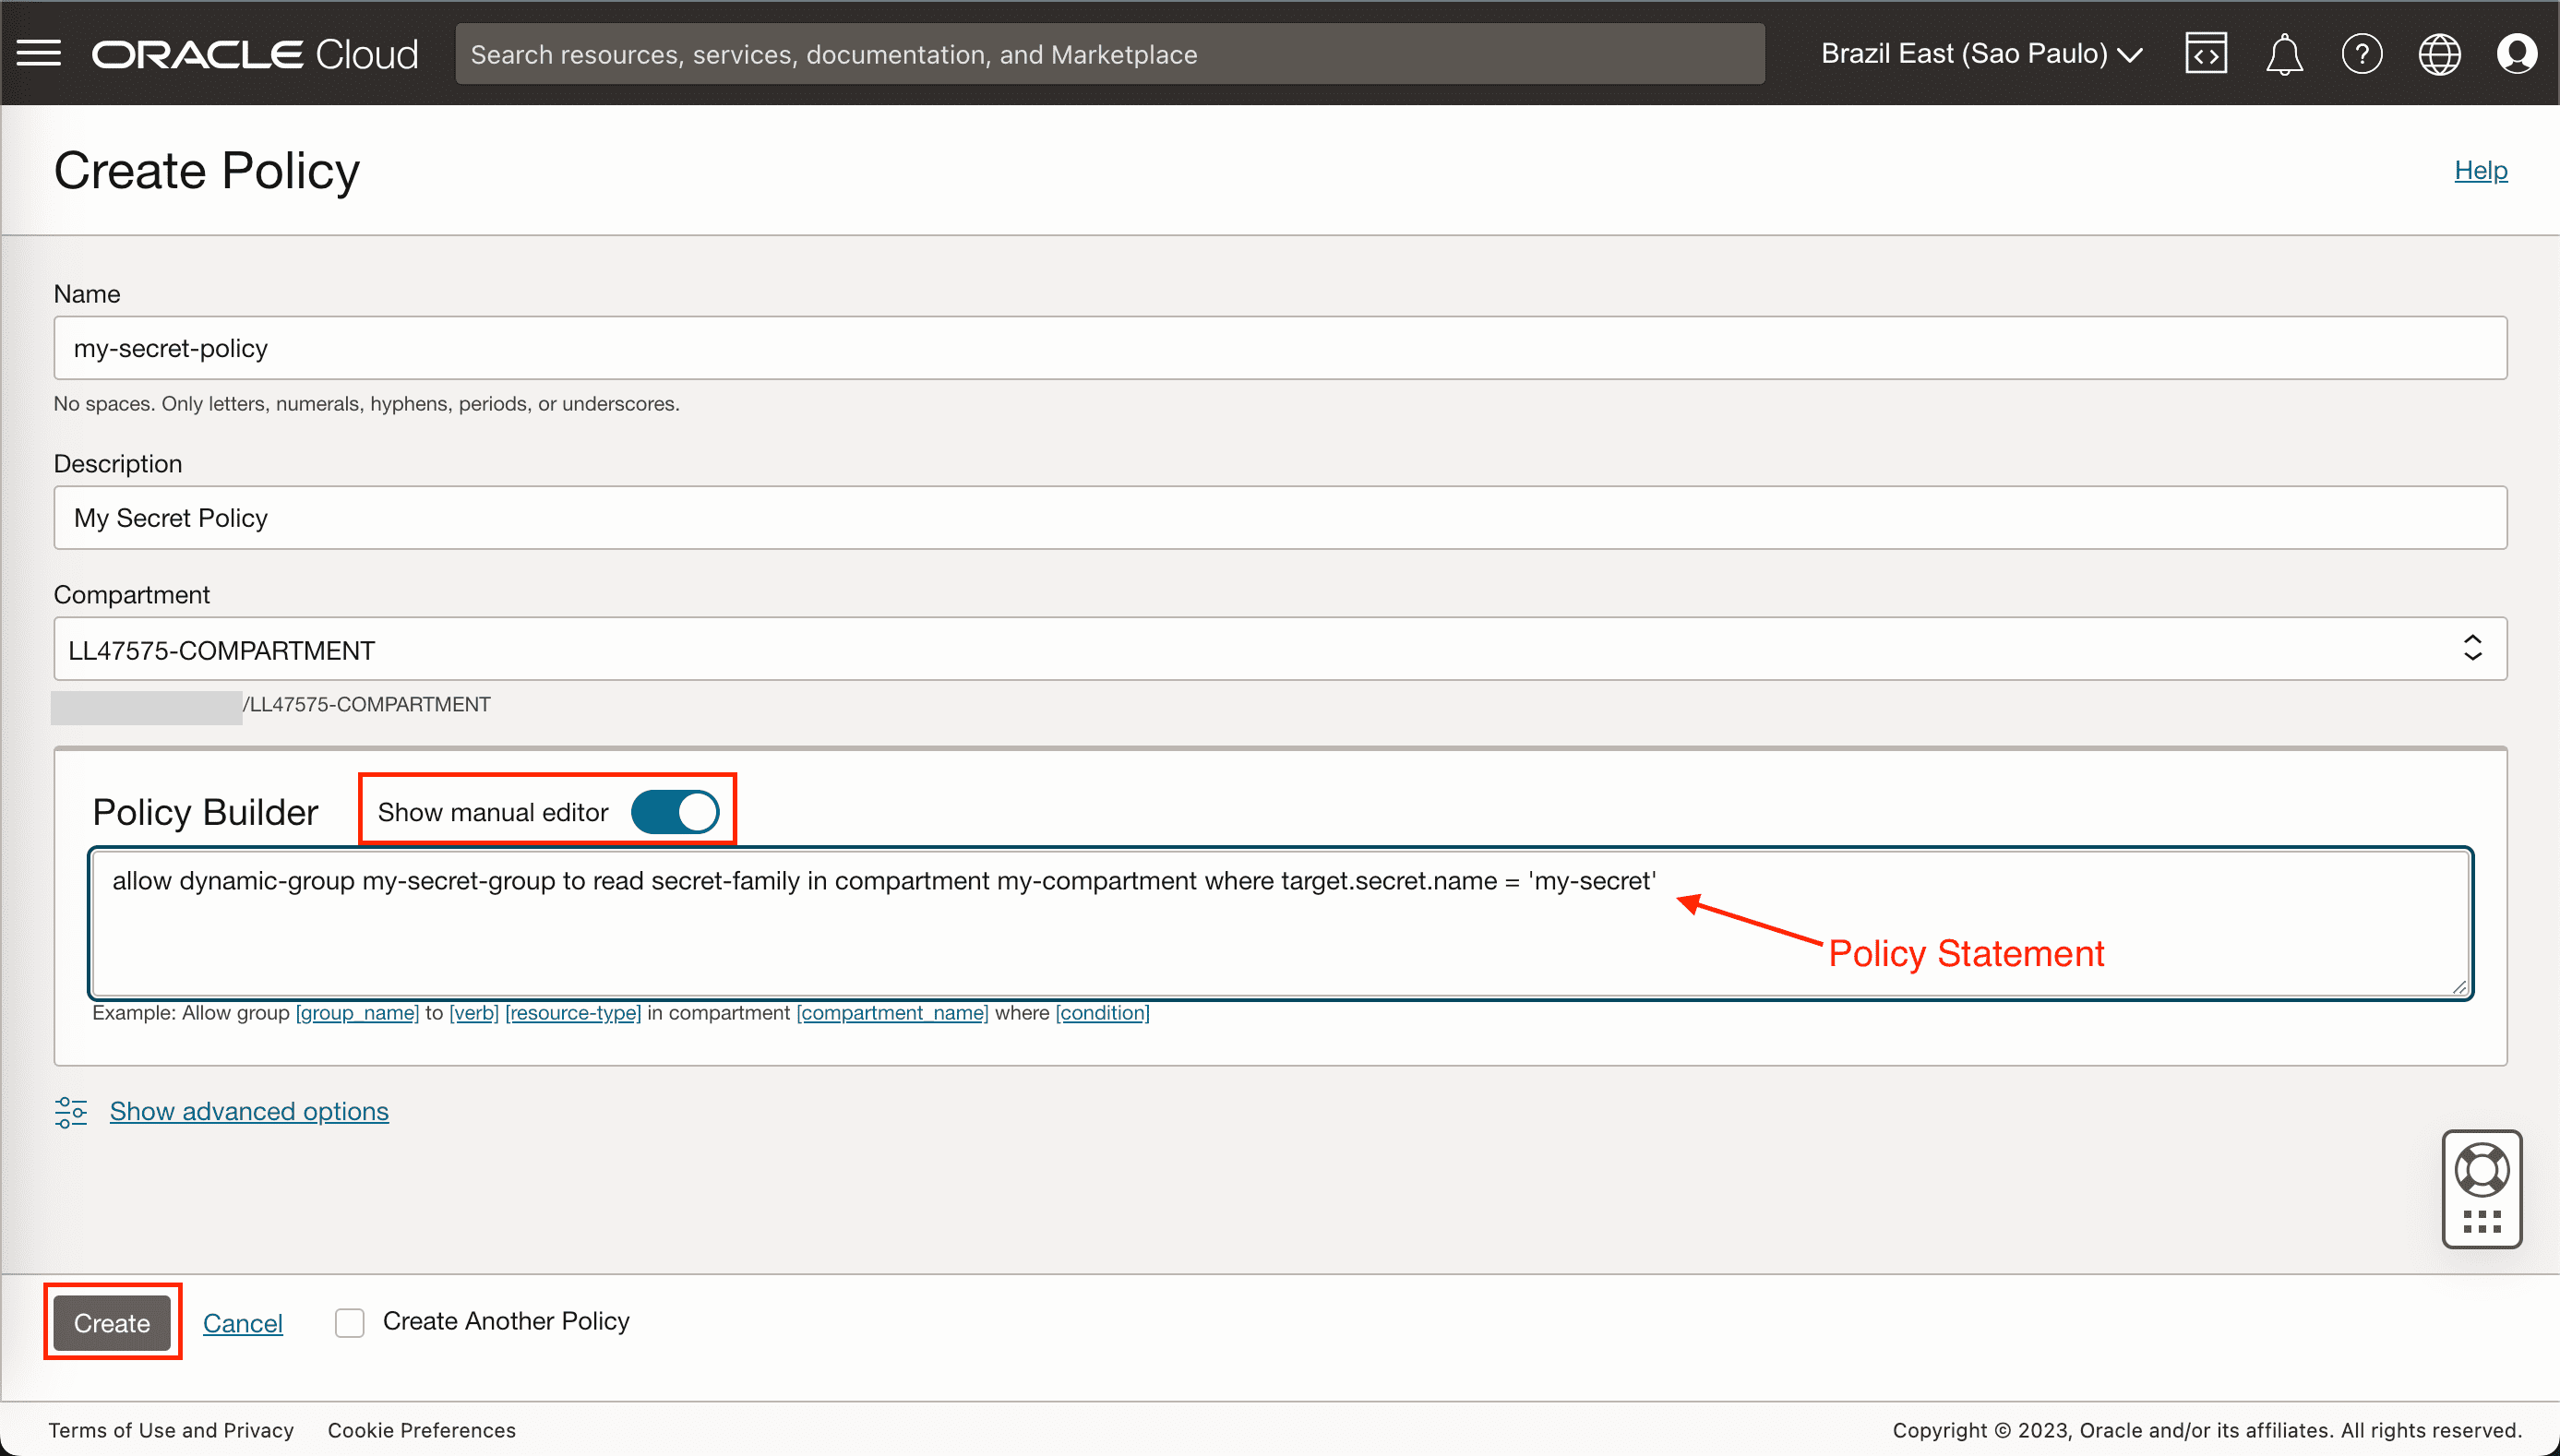 ORACLE Cloud
Search resources, services, documentation, and Marketplace
Brazil East (Sao Paulo)
Create Policy
Help
Name
my-secret-policy
No spaces. Only letters, numerals, hyphens, periods, or underscores.
Description
My Secret Policy
Compartment
LL47575-COMPARTMENT
/LL47575-COMPARTMENT
Policy Builder
Show manual editor
allow dynamic-group my-secret-group to read secret-family in compartment my-compartment where target.secret.name = 'my-secret'
Policy Statement
Example: Allow group [group_name] to [verb] [resource-type] in compartment [compartment_name] where [condition]
Show advanced options
Create
Cancel
Create Another Policy
Terms of Use and Privacy
Cookie Preferences
Copyright © 2023, Oracle and/or its affiliates. All rights reserved.